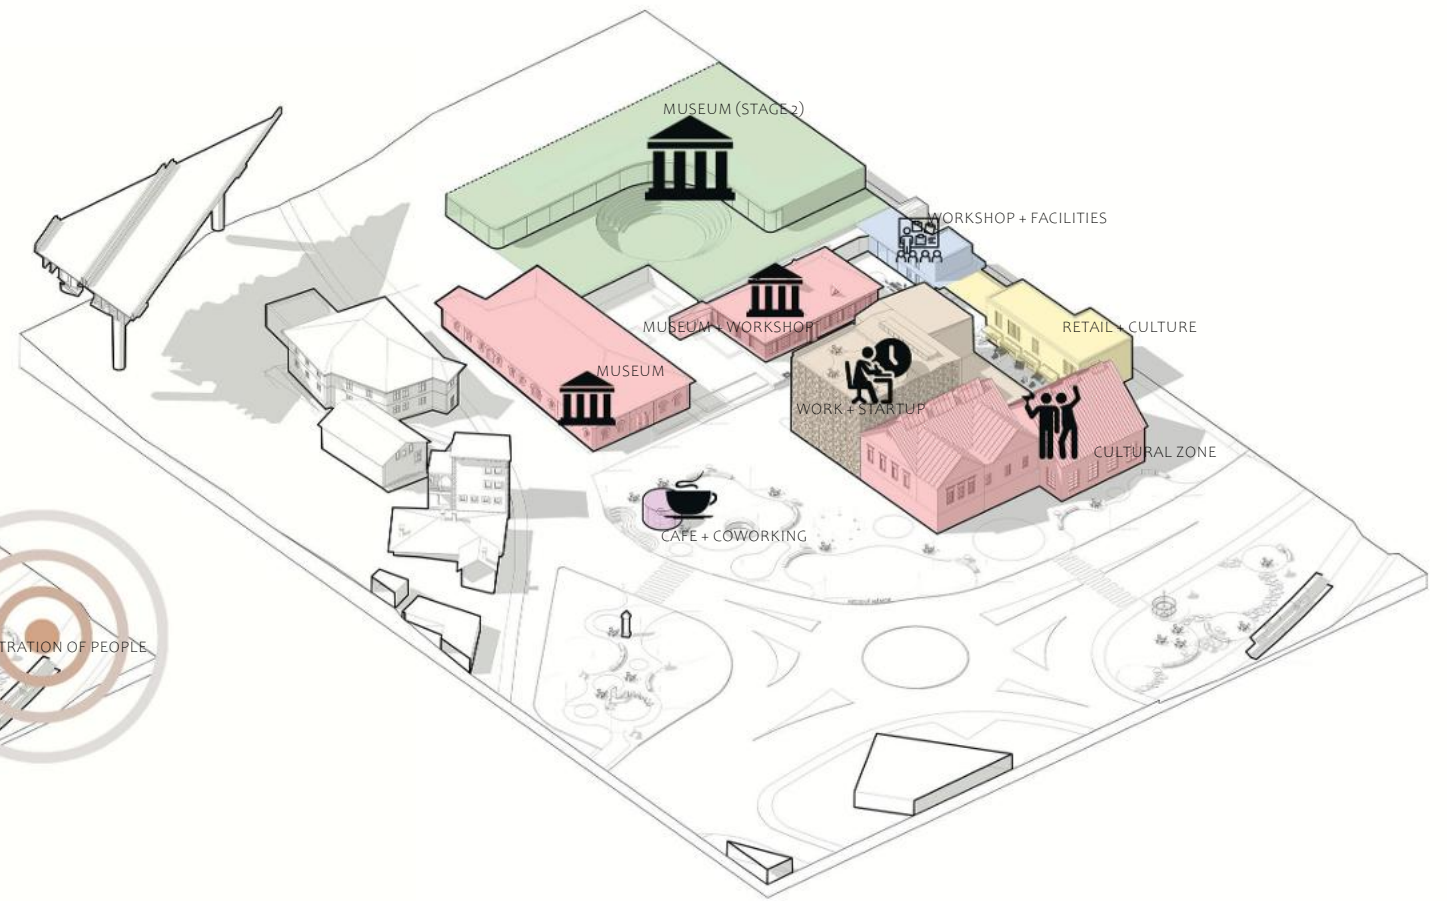 MUSEUM (STAGE 2)
WORKSHOP + FACILITIES
MUSEUM + WORKSHOP
RETAIL + CULTURE
MUSEUM
WORK + STARTUP
CULTURAL ZONE
CAFE + COWORKING
TRATION OF PEOPLE